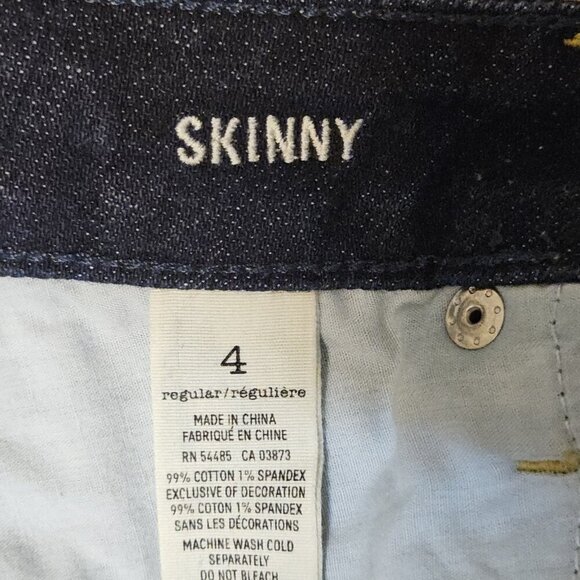 SKINNY
4
regular/régulière
MADE IN CHINA
FABRIQUÉ EN CHINE
RN 54485 CA 03873
99% COTTON 1% SPANDEX
EXCLUSIVE OF DECORATION
99% COTON 1% SPANDEX
SANS LES DÉCORATIONS
MACHINE WASH COLD
SEPARATELY
DO NOT BLEACH